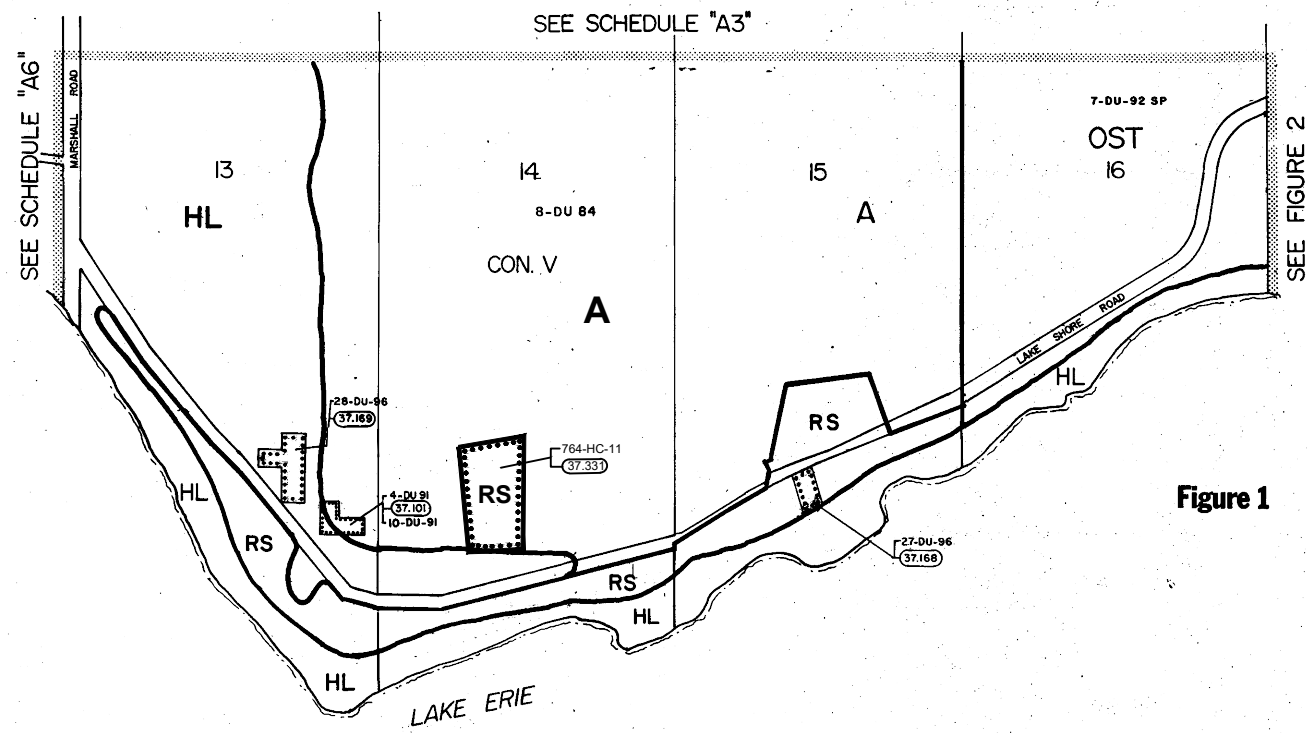 SEE SCHEDULE "A3"
SEE SCHEDULE "A6"
MARSHALL ROAD
7-DU-92 SP
OST
16
13
14
15
HL
8-DU 84
A
CON. V
A
SEE FIGURE 2
LAKE SHORE ROAD
HL
28-DU-96
37.169
RS
764-HC-11
37.331
RS
4-DU 91
37.101
10-DU-91
HL
Figure 1
RS
27-DU-96
37.168
RS
HL
HL
LAKE ERIE